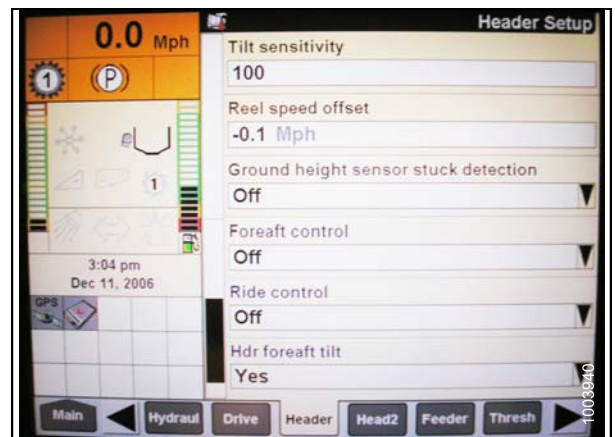 0.0 Mph
Header Setup
1
P
Tilt sensitivity
100
Reel speed offset
-0.1 Mph
Ground height sensor stuck detection
Off
1
Foreaft control
Off
3:04 pm
Dec 11, 2006
Ride control
Off
GPS
Hdr foreaft tilt
Yes
Main
Hydraul
Drive
Header
Head2
Feeder
Thresh
1003940